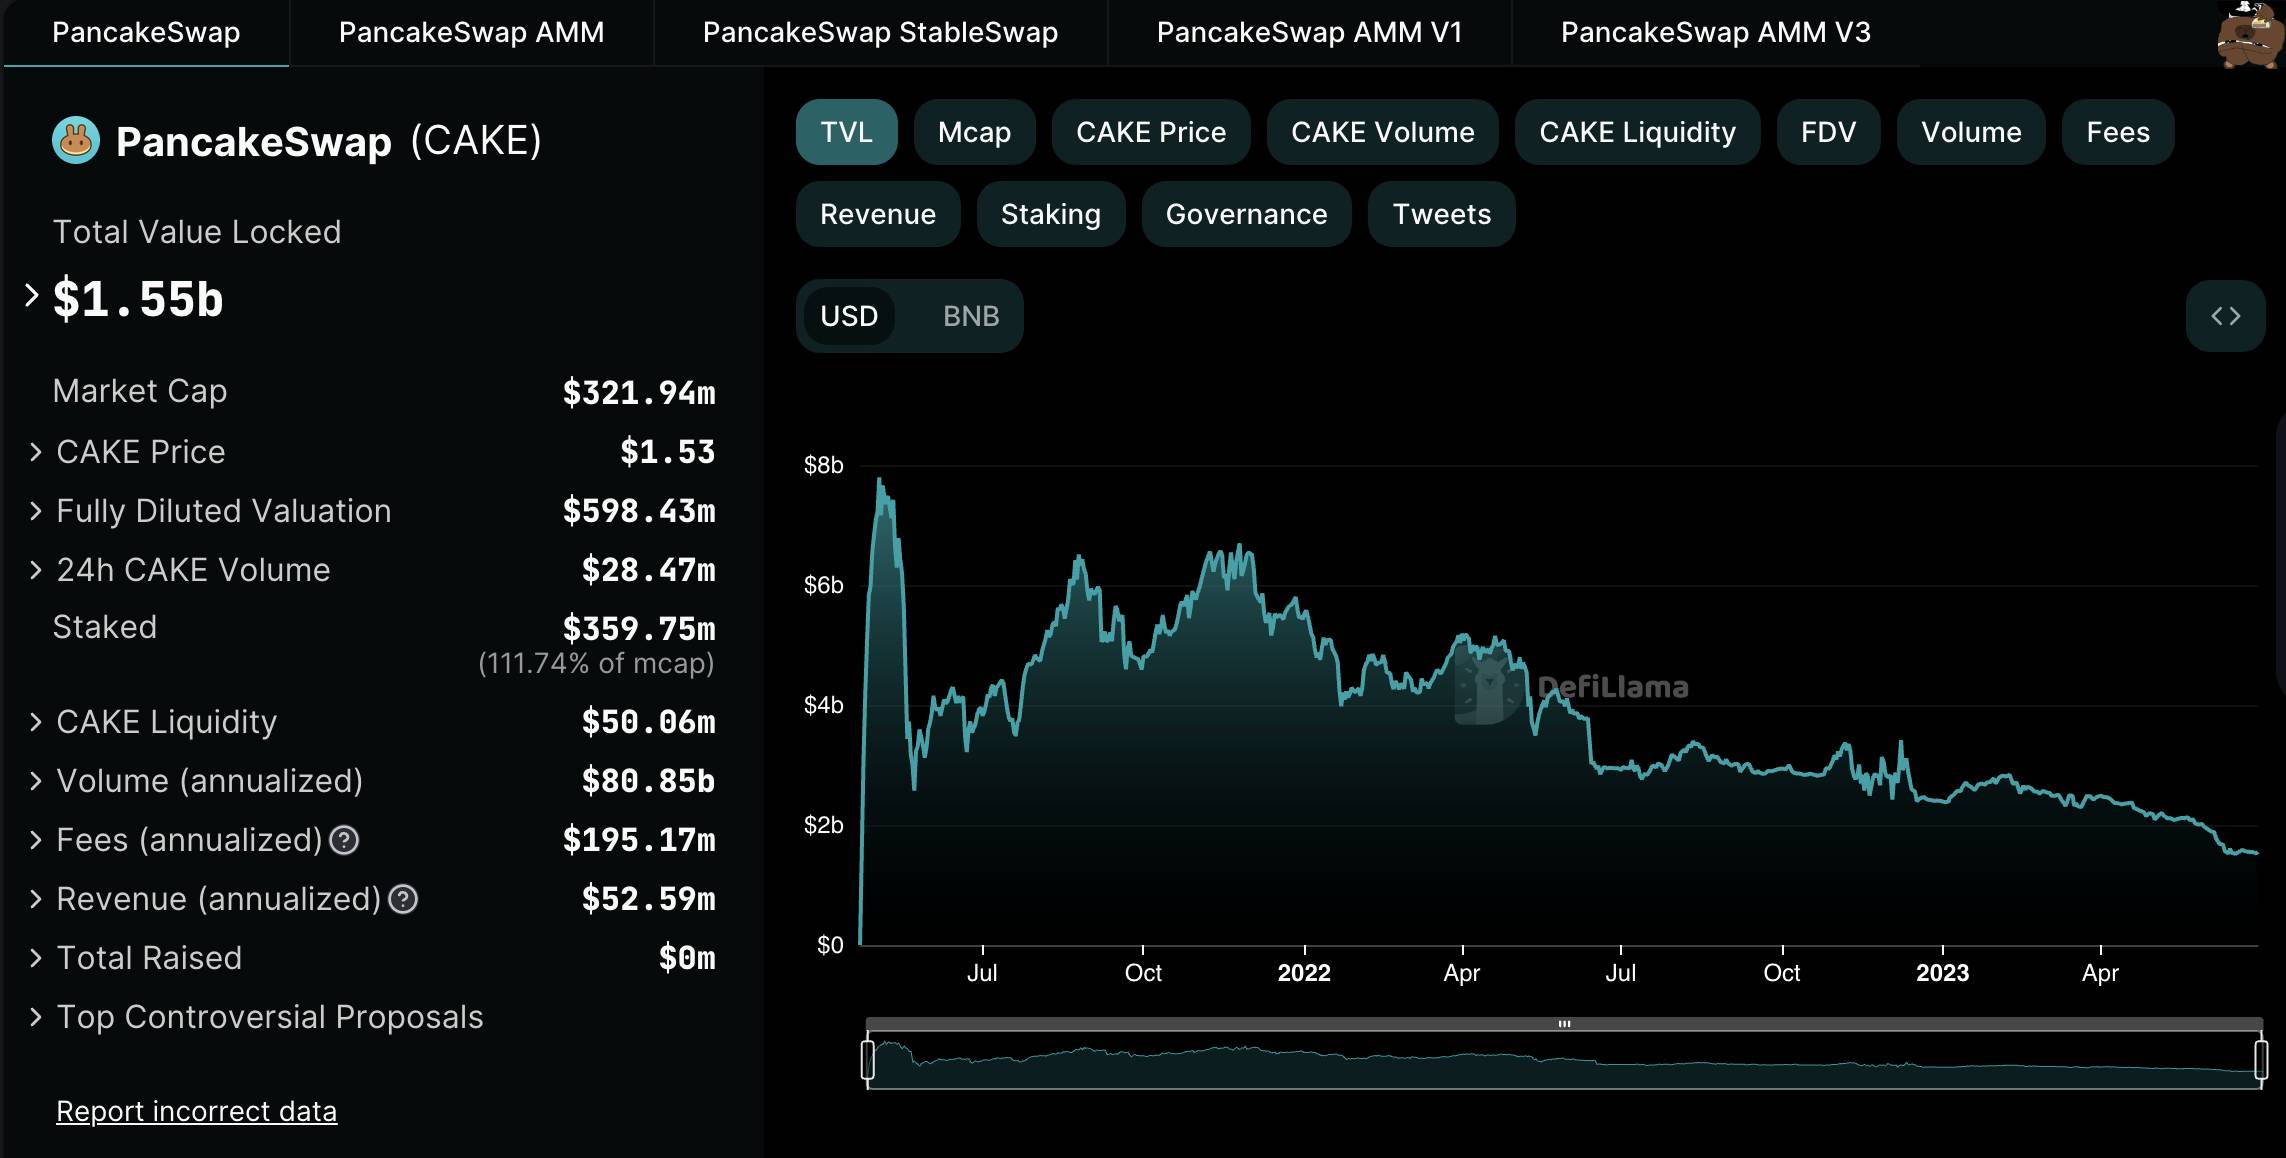 PancakeSwap
PancakeSwap AMM
PancakeSwap StableSwap
PancakeSwap AMM V1
PancakeSwap AMM V3
PancakeSwap (CAKE)
Total Value Locked
$1.55b
Market Cap $321.94m
CAKE Price $1.53
Fully Diluted Valuation $598.43m
24h CAKE Volume $28.47m
Staked $359.75m
(111.74% of mcap)
CAKE Liquidity $50.06m
Volume (annualized) $80.85b
Fees (annualized) ? $195.17m
Revenue (annualized) ? $52.59m
Total Raised $0m
Top Controversial Proposals
Report incorrect data
TVL Mcap CAKE Price CAKE Volume CAKE Liquidity FDV Volume Fees
Revenue Staking Governance Tweets
USD BNB
$8b
$6b
$4b
$2b
$0
DefiLlama
Jul Oct 2022 Apr Jul Oct 2023 Apr